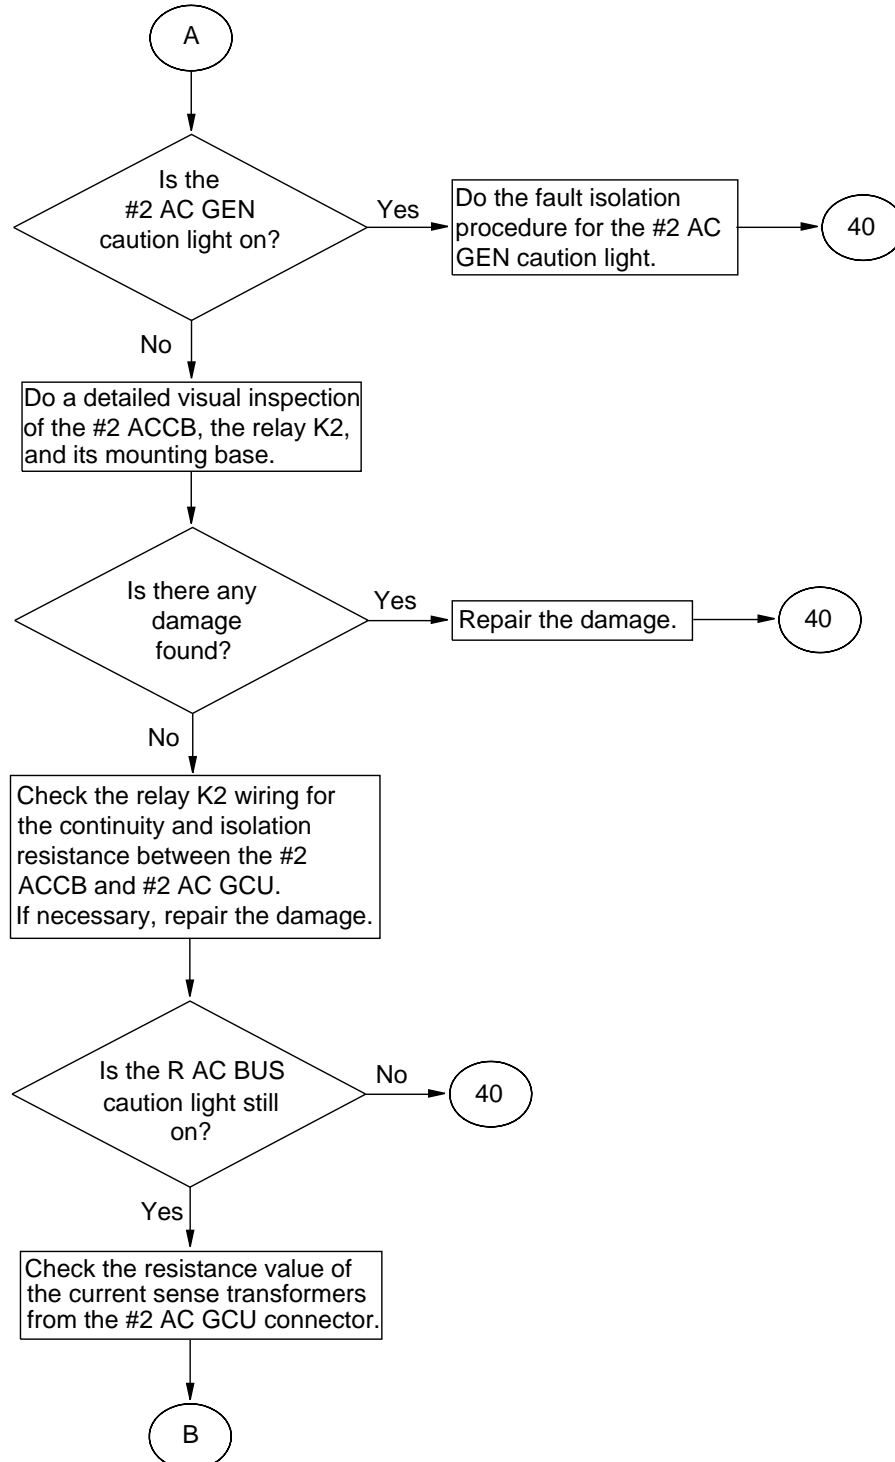 A
Is the
#2 AC GEN
caution light on?
Yes
Do the fault isolation
procedure for the #2 AC
GEN caution light.
40
No
Do a detailed visual inspection
of the #2 ACCB, the relay K2,
and its mounting base.
Is there any
damage
found?
Yes
Repair the damage.
40
No
Check the relay K2 wiring for
the continuity and isolation
resistance between the #2
ACCB and #2 AC GCU.
If necessary, repair the damage.
Is the R AC BUS
caution light still
on?
No
40
Yes
Check the resistance value of
the current sense transformers
from the #2 AC GCU connector.
B